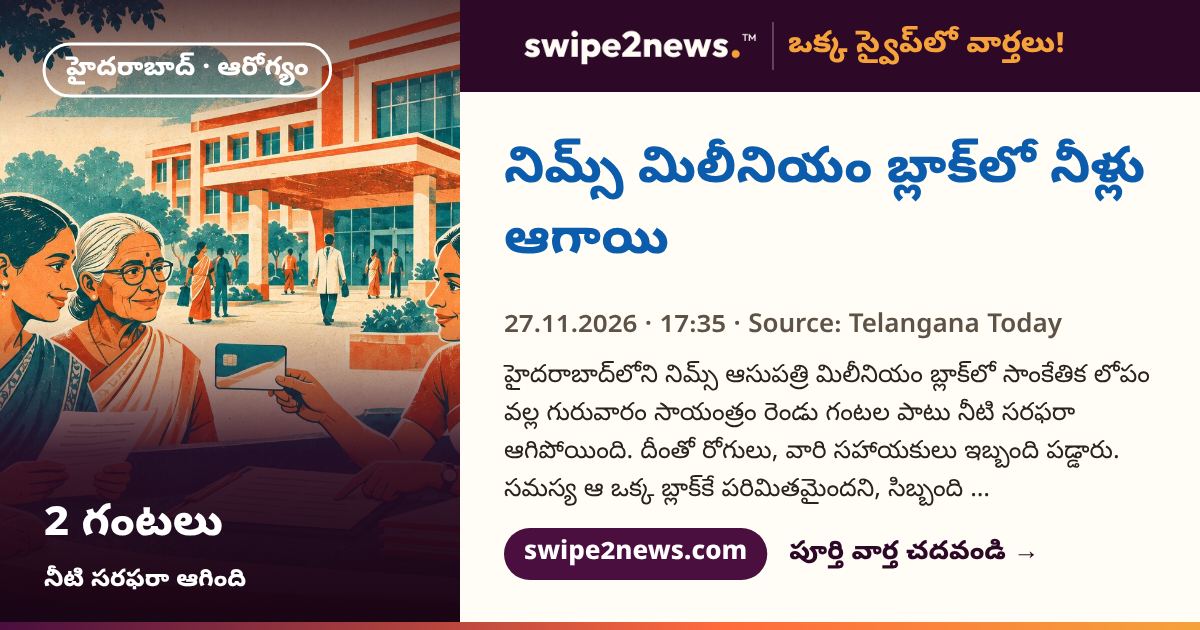 హైదరాబాద్ · ఆరోగ్యం
2 గంటలు
నీటి సరఫరా ఆగింది
swipe2news.™
ఒక్క స్వైప్‌లో వార్తలు!
నిమ్స్ మిలీనియం బ్లాక్‌లో నీళ్లు
ఆగాయి
27.11.2026 · 17:35 · Source: Telangana Today
హైదరాబాద్‌లోని నిమ్స్ ఆసుపత్రి మిలీనియం బ్లాక్‌లో సాంకేతిక లోపం
వల్ల గురువారం సాయంత్రం రెండు గంటల పాటు నీటి సరఫరా
ఆగిపోయింది. దీంతో రోగులు, వారి సహాయకులు ఇబ్బంది పడ్డారు.
సమస్య ఆ ఒక్క బ్లాక్‌కే పరిమితమైందని, సిబ్బంది ...
swipe2news.com
పూర్తి వార్త చదవండి →